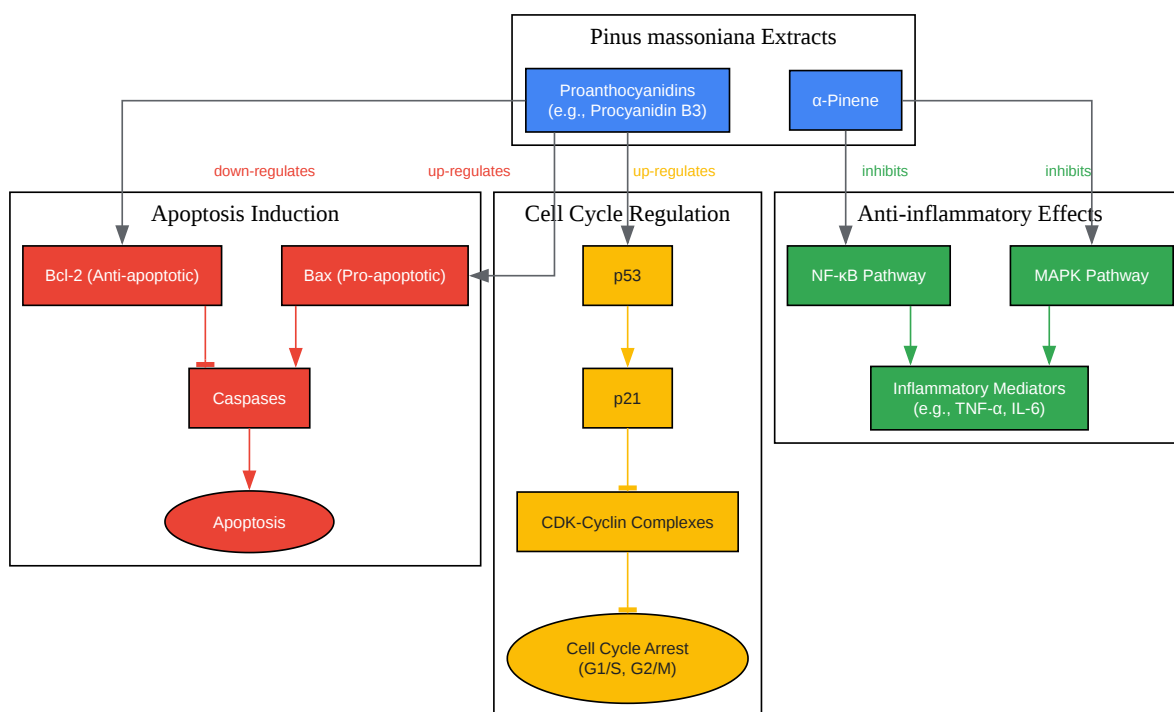 Pinus massoniana Extracts
Proanthocyanidins
(e.g., Procyanidin B3)
α-Pinene
down-regulates
up-regulates
up-regulates
inhibits
inhibits
Apoptosis Induction
Cell Cycle Regulation
Anti-inflammatory Effects
Bcl-2 (Anti-apoptotic)
Bax (Pro-apoptotic)
p53
NF-κB Pathway
MAPK Pathway
Caspases
p21
Inflammatory Mediators
(e.g., TNF-α, IL-6)
Apoptosis
CDK-Cyclin Complexes
Cell Cycle Arrest
(G1/S, G2/M)